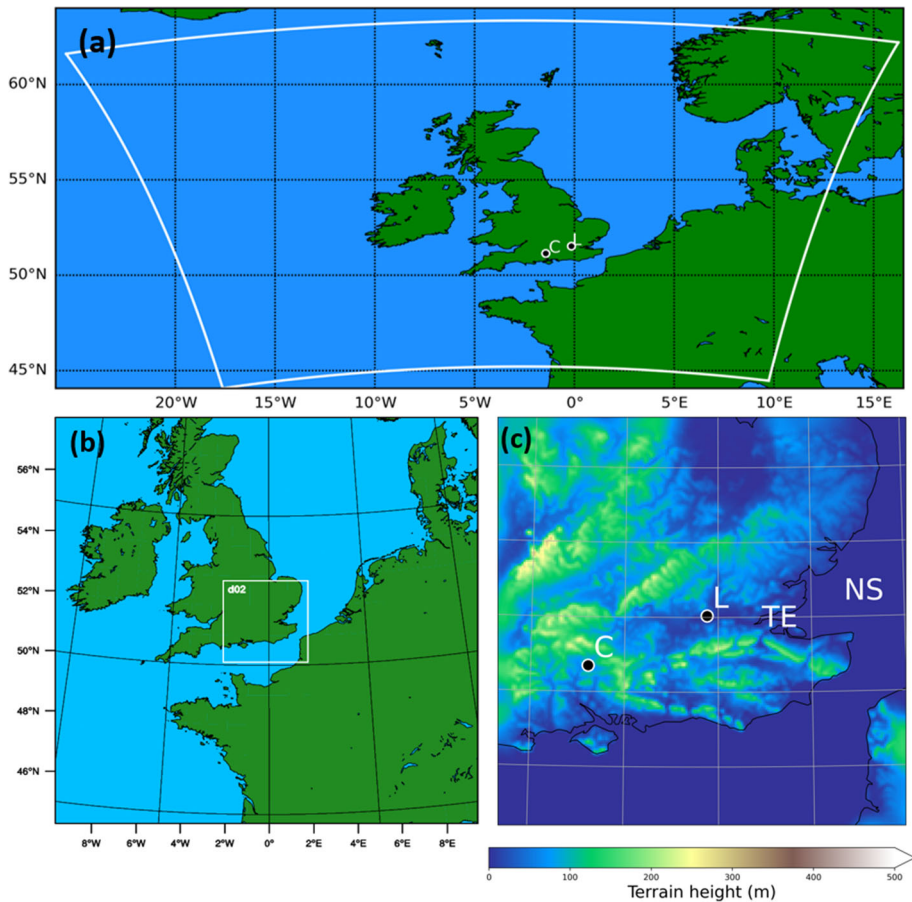 (a)
60°N
55°N
50°N
45°N
C
L
20°W 15°W 10°W 5°W 0° 5°E 10°E 15°E
(b)
56°N
54°N
52°N
50°N
48°N
46°N
d02
8°W 6°W 4°W 2°W 0° 2°E 4°E 6°E 8°E
(c)
L
TE
NS
C
0 100 200 300 400 500
Terrain height (m)